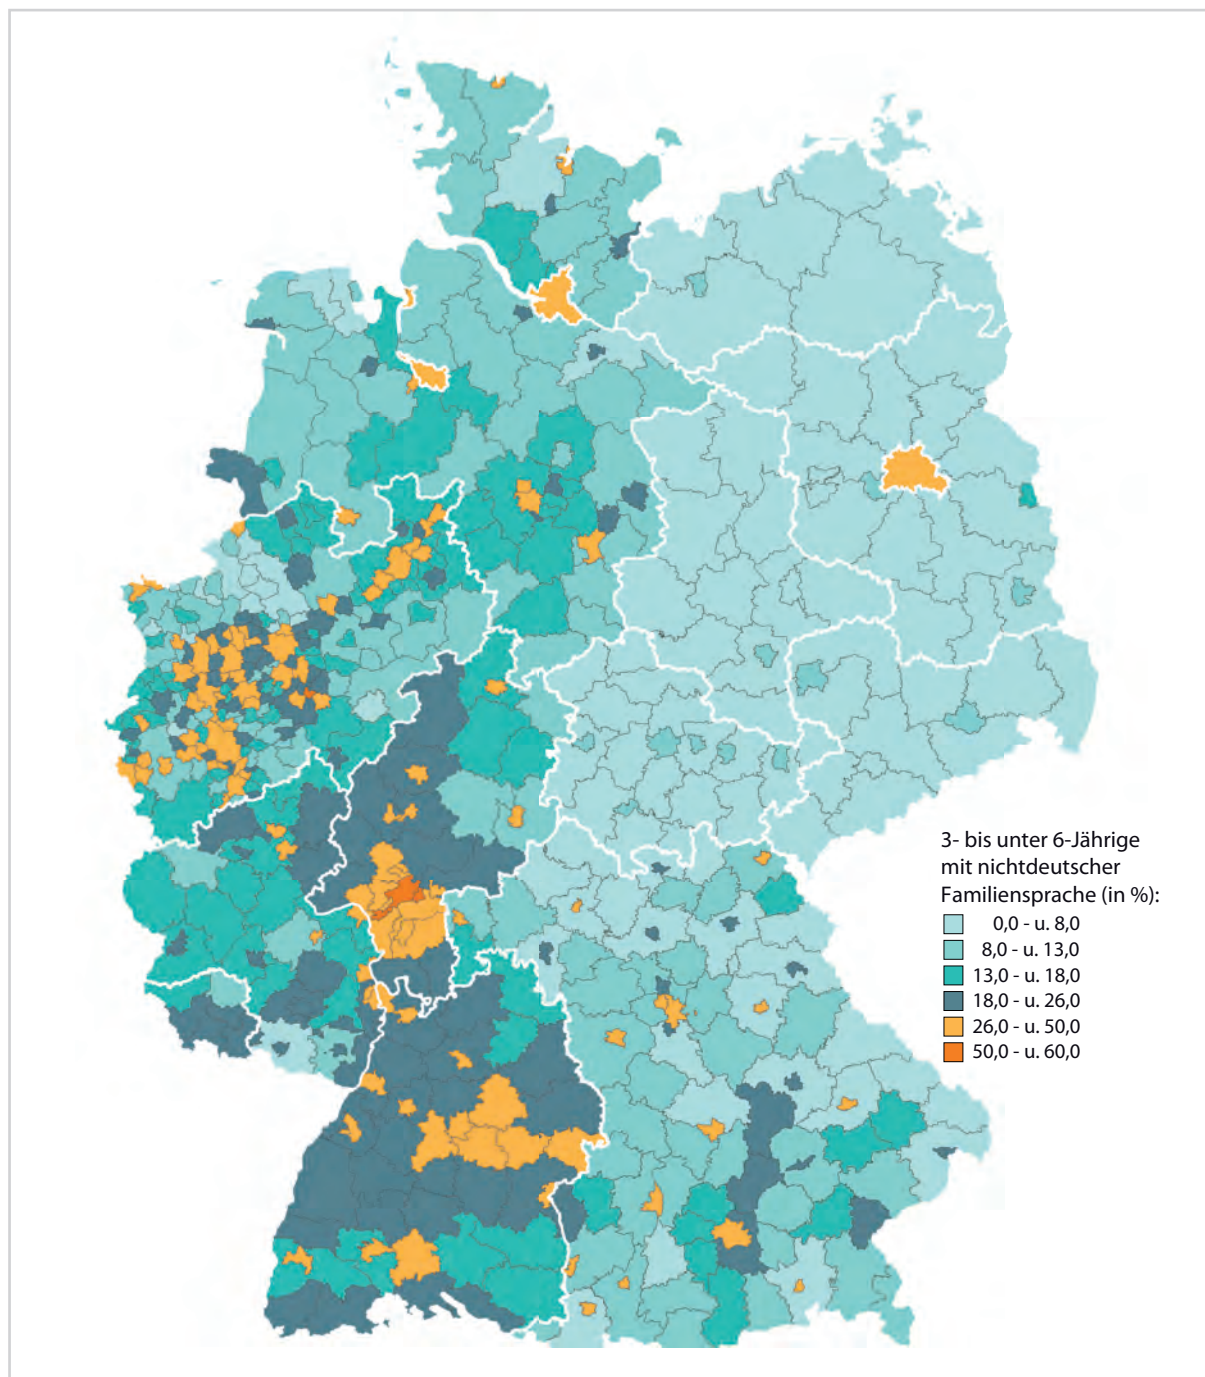 3- bis unter 6-Jährige
mit nichtdeutscher
Familiensprache (in %):
0,0 - u. 8,0
8,0 - u. 13,0
13,0 - u. 18,0
18,0 - u. 26,0
26,0 - u. 50,0
50,0 - u. 60,0